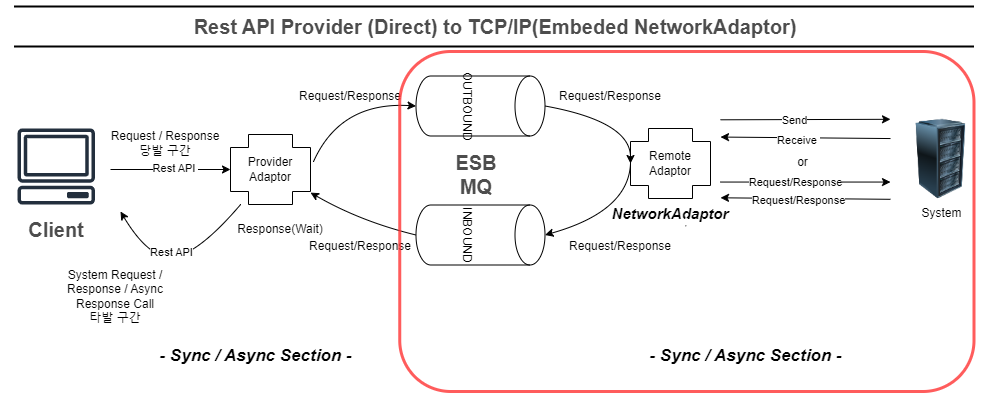 Rest API Provider (Direct) to TCP/IP(Embeded NetworkAdaptor)
Request/Response
OUTBOUND
Request/Response
Send
Receive
or
Request/Response
Request/Response
System
Request / Response
당발 구간
Rest API
Provider
Adaptor
ESB
MQ
Remote
Adaptor
NetworkAdaptor
Client
Response(Wait)
Request/Response
INBOUND
Request/Response
Rest API
System Request /
Response / Async
Response Call
타발 구간
- Sync / Async Section -
- Sync / Async Section -